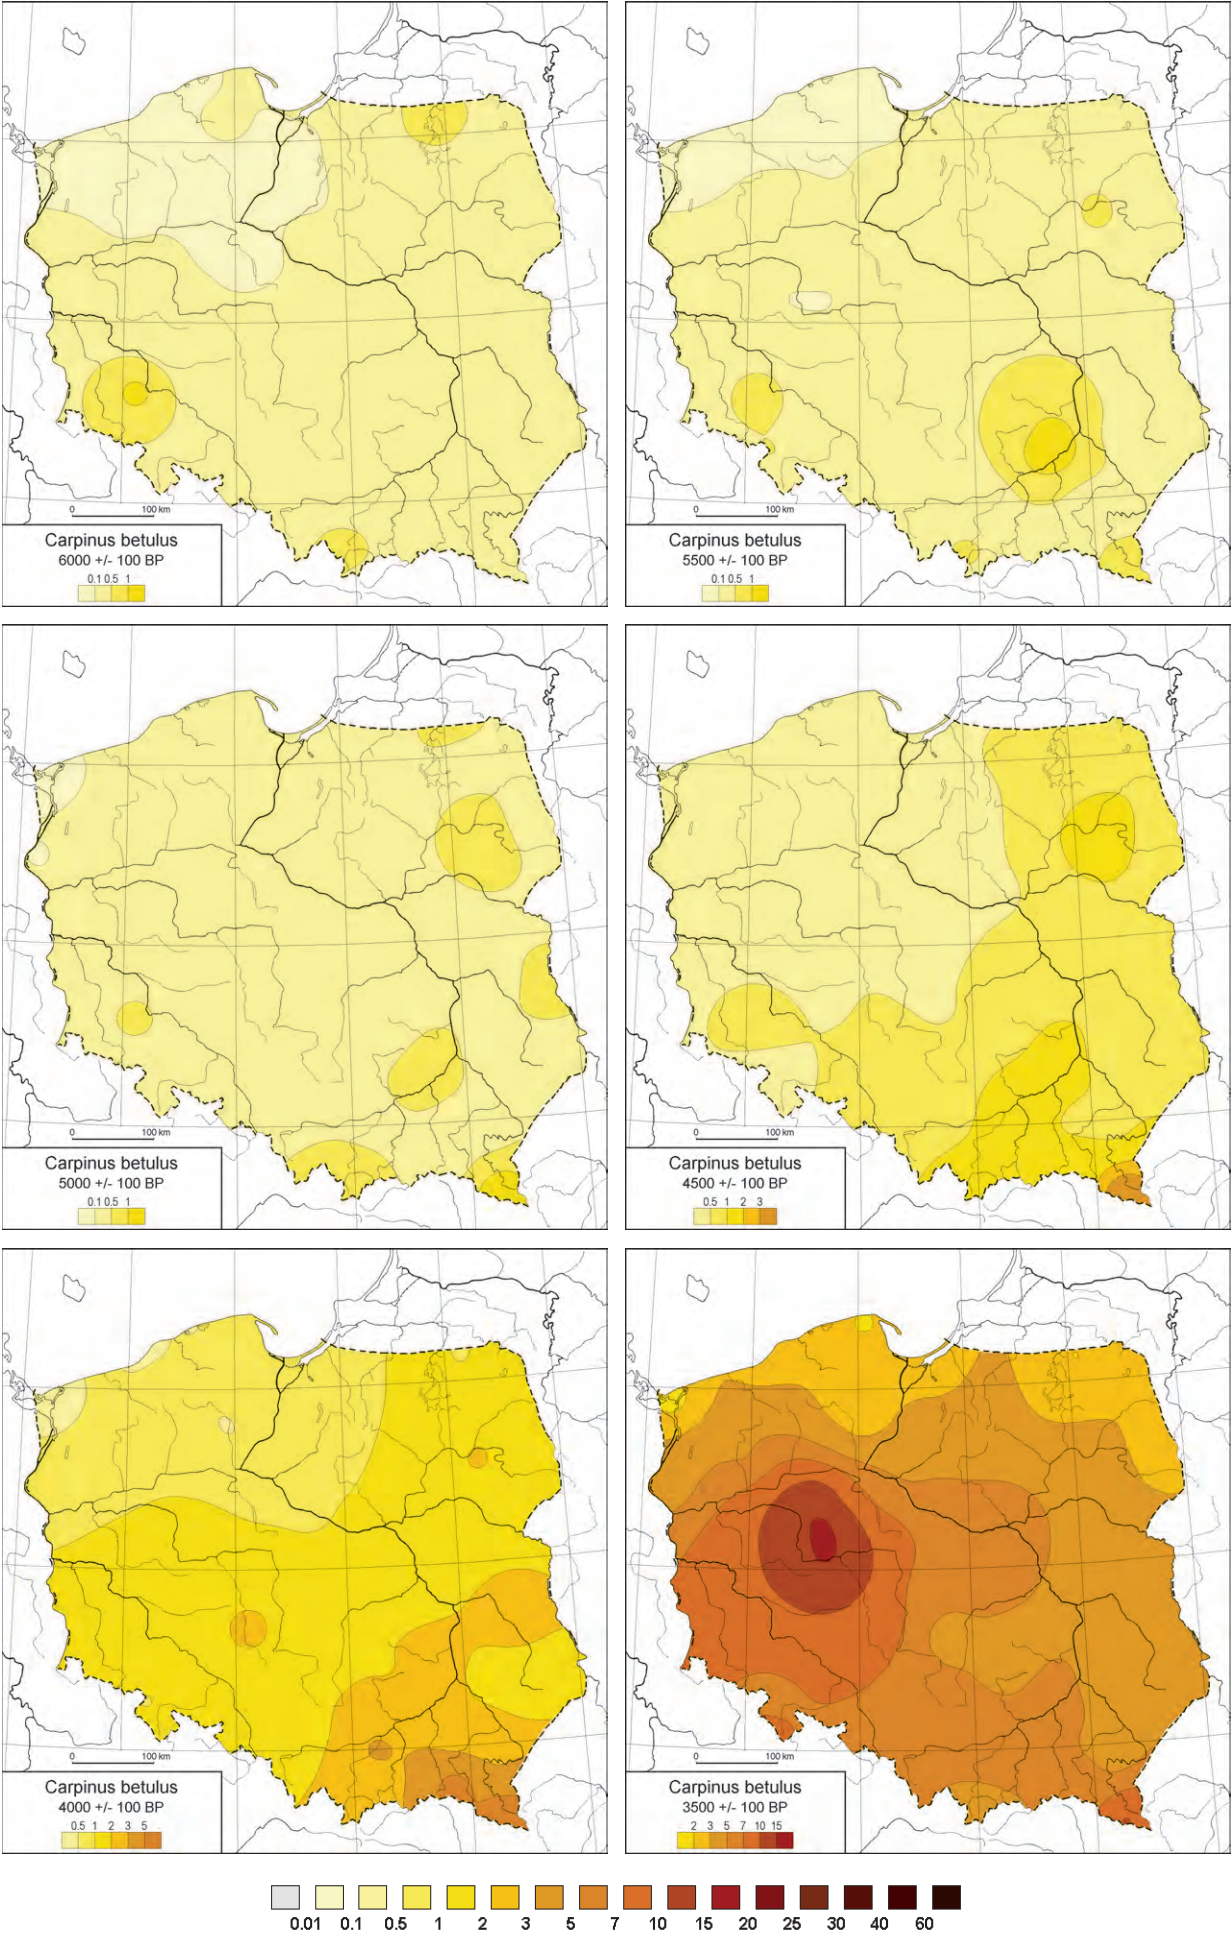 0 100 km
Carpinus betulus
6000 +/- 100 BP
0.1 0.5 1
0 100 km
Carpinus betulus
5500 +/- 100 BP
0.1 0.5 1
0 100 km
Carpinus betulus
5000 +/- 100 BP
0.1 0.5 1
0 100 km
Carpinus betulus
4500 +/- 100 BP
0.5 1 2 3
0 100 km
Carpinus betulus
4000 +/- 100 BP
0.5 1 2 3 5
0 100 km
Carpinus betulus
3500 +/- 100 BP
2 3 5 7 10 15
0.01 0.1 0.5 1 2 3 5 7 10 15 20 25 30 40 60